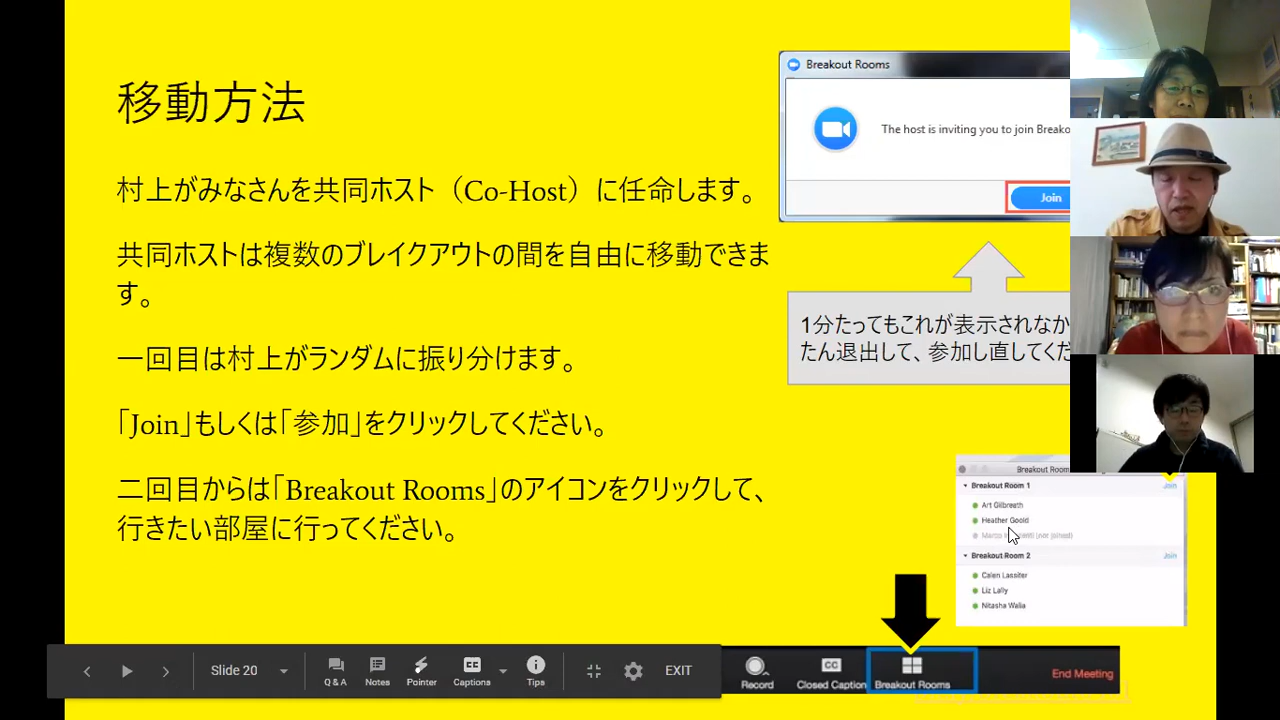 移動方法
村上がみなさんを共同ホスト（Co-Host）に任命します。
共同ホストは複数のブレイクアウトの間を自由に移動できま
す。
一回目は村上がランダムに振り分けます。
「Join」もしくは「参加」をクリックしてください。
二回目からは「Breakout Rooms」のアイコンをクリックして、
行きたい部屋に行ってください。
Breakout Rooms
The host is inviting you to join Breako
Join
1分たってもこれが表示されなか
たん退出して、参加し直してくだ
Breakout Room
Breakout Room 1 Join
Art Gilbreath
Heather Goold
(not joined)
Breakout Room 2 Join
Calen Lassiter
Liz Lally
Nitasha Walia
Slide 20
Q & A
Notes
Pointer
CC
Captions
Tips
EXIT
Record
CC
Closed Caption
Breakout Rooms
End Meeting